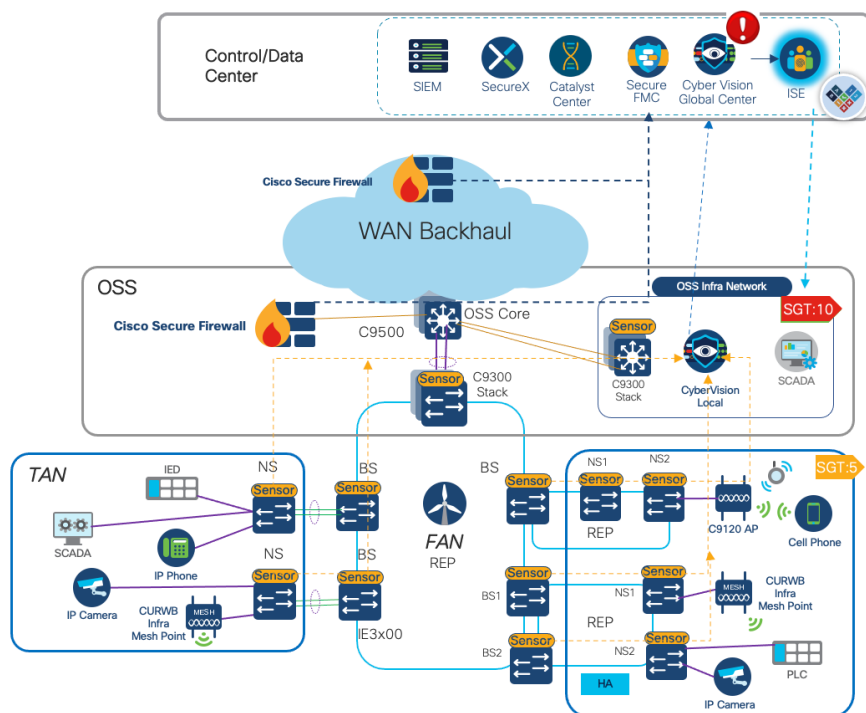 Control/Data
Center
SIEM
SecureX
Catalyst
Center
Secure
FMC
Cyber Vision
Global Center
ISE
Cisco Secure Firewall
WAN Backhaul
OSS
OSS Infra Network
Cisco Secure Firewall
OSS Core
C9500
SGT:10
Sensor
C9300
Stack
CyberVision
Local
SCADA
Sensor
C9300
Stack
TAN
IED
NS
BS
Sensor
Sensor
SCADA
IP Phone
NS
BS
Sensor
Sensor
IP Camera
CURWB
Infra
Mesh Point
MESH
IE3x00
FAN
REP
BS
Sensor
NS1
Sensor
NS2
Sensor
SGT:5
REP
C9120 AP
Cell Phone
BS1
Sensor
NS1
Sensor
MESH
CURWB
Infra
Mesh Point
REP
BS2
Sensor
NS2
Sensor
HA
IP Camera
PLC